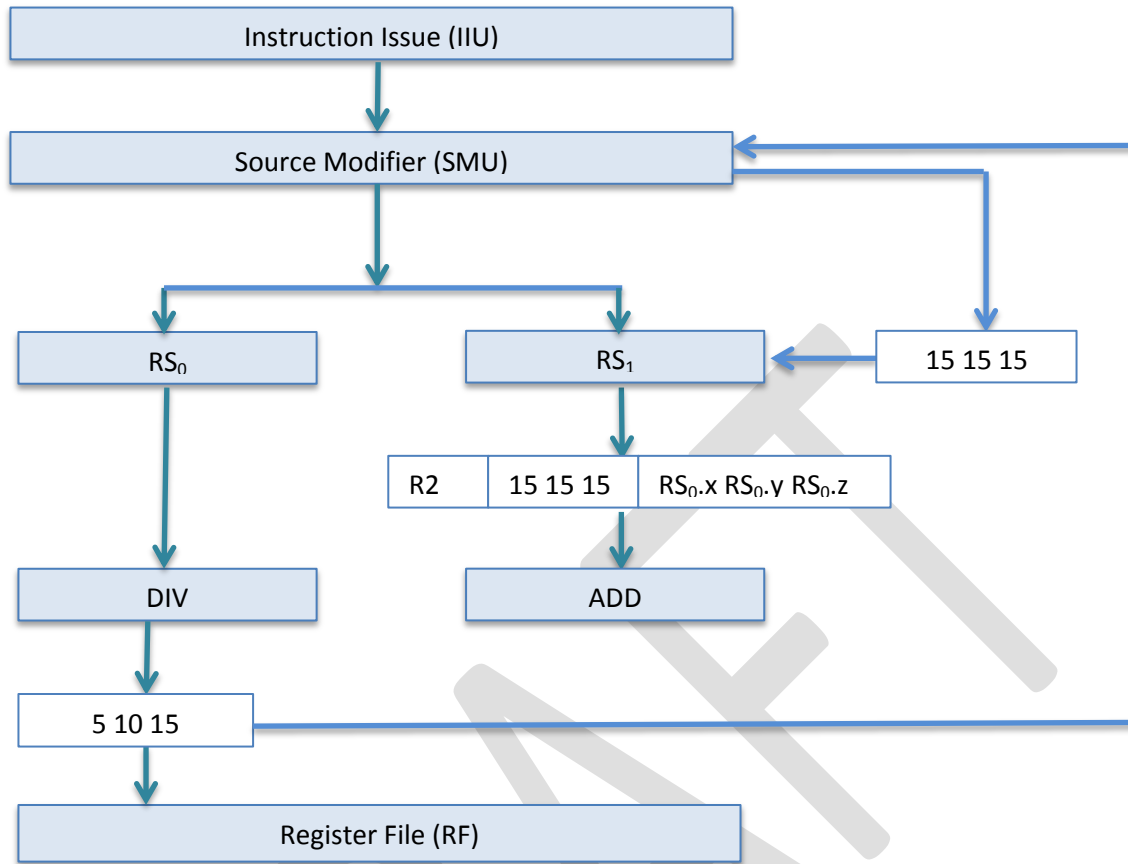 Instruction Issue (IIU)
Source Modifier (SMU)
RS₀
RS₁
15 15 15
R2
15 15 15
RS₀.x RS₀.y RS₀.z
DIV
ADD
5 10 15
Register File (RF)